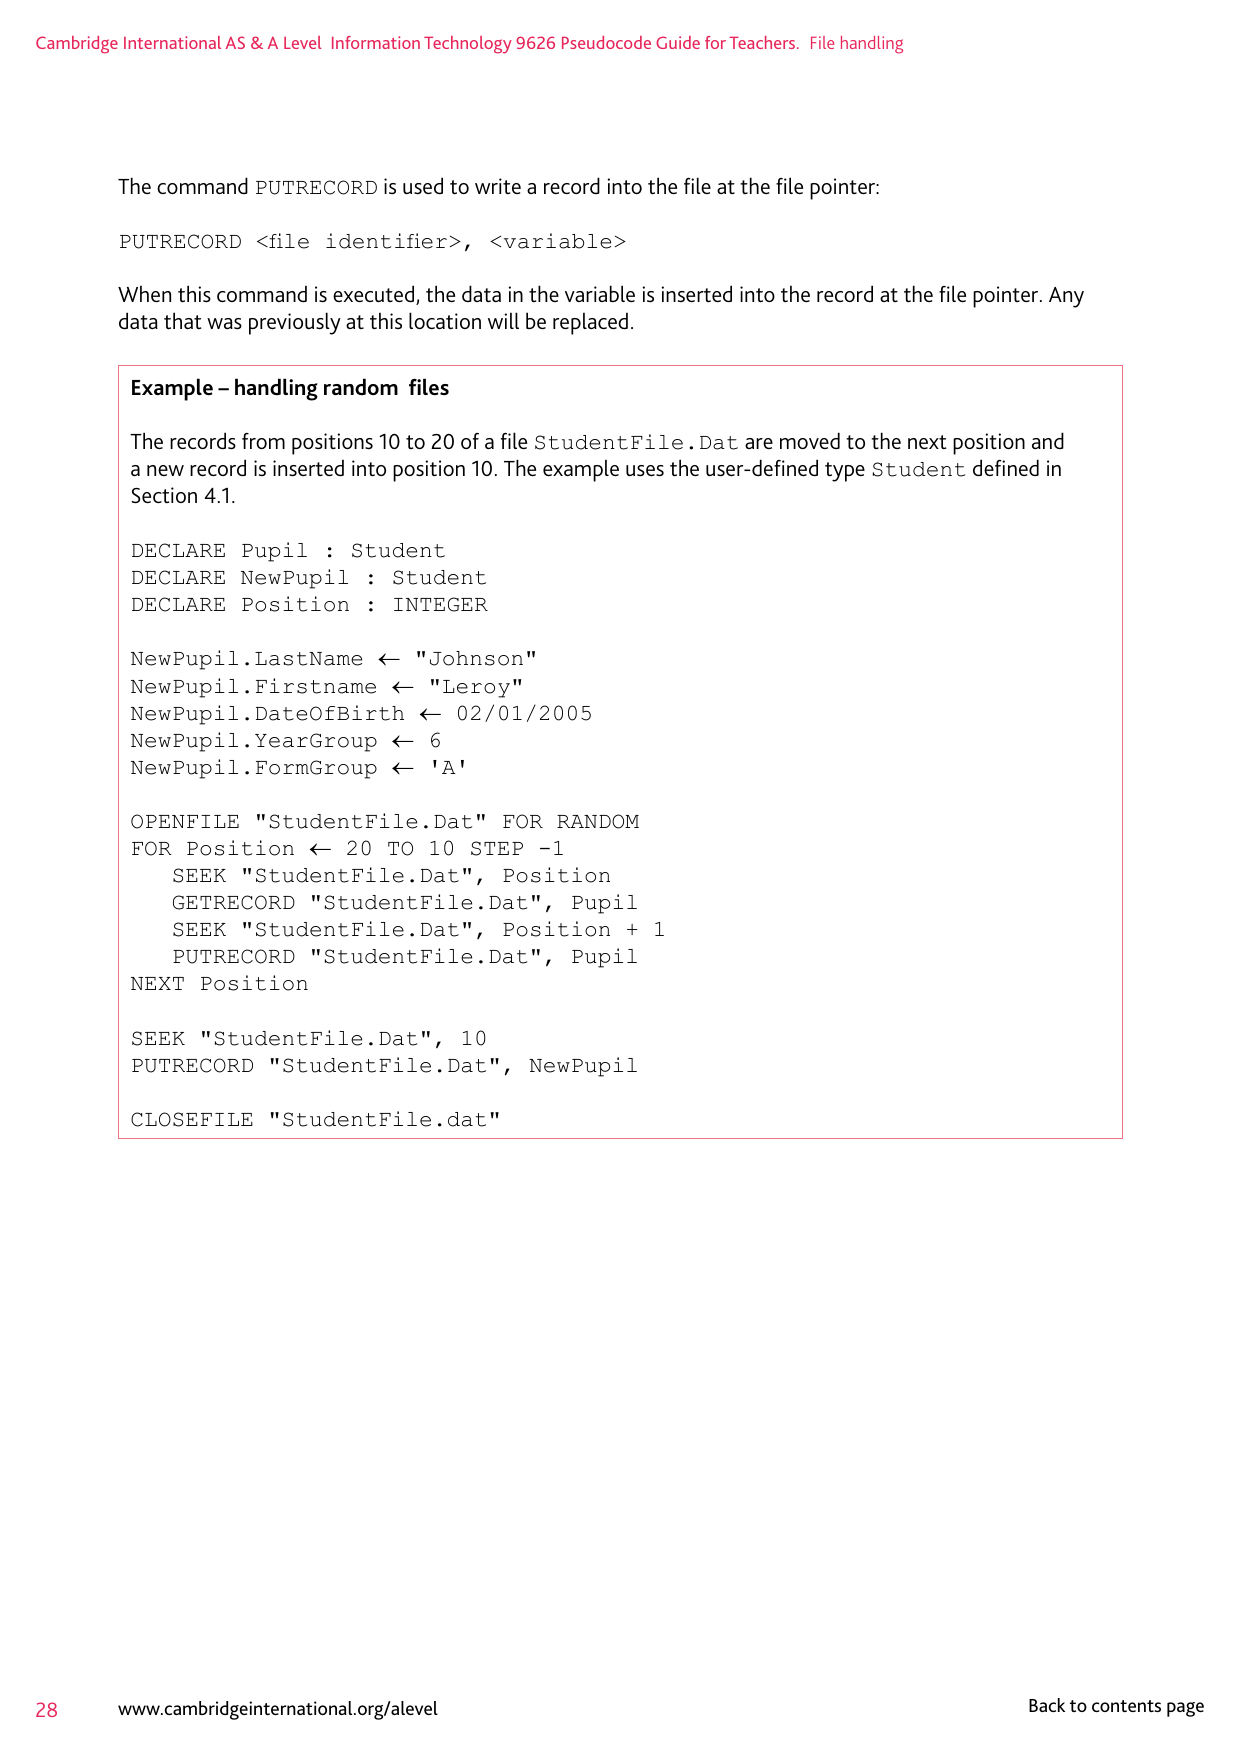 Cambridge International AS & A Level Information Technology 9626 Pseudocode Guide for Teachers. File handling
The command PUTRECORD is used to write a record into the file at the file pointer:
PUTRECORD <file identifier>, <variable>
When this command is executed, the data in the variable is inserted into the record at the file pointer. Any
data that was previously at this location will be replaced.
Example – handling random files
The records from positions 10 to 20 of a file StudentFile.Dat are moved to the next position and
a new record is inserted into position 10. The example uses the user-defined type Student defined in
Section 4.1.
DECLARE Pupil : Student
DECLARE NewPupil : Student
DECLARE Position : INTEGER
NewPupil.LastName ← "Johnson"
NewPupil.Firstname ← "Leroy"
NewPupil.DateOfBirth ← 02/01/2005
NewPupil.YearGroup ← 6
NewPupil.FormGroup ← 'A'
OPENFILE "StudentFile.Dat" FOR RANDOM
FOR Position ← 20 TO 10 STEP -1
   SEEK "StudentFile.Dat", Position
   GETRECORD "StudentFile.Dat", Pupil
   SEEK "StudentFile.Dat", Position + 1
   PUTRECORD "StudentFile.Dat", Pupil
NEXT Position
SEEK "StudentFile.Dat", 10
PUTRECORD "StudentFile.Dat", NewPupil
CLOSEFILE "StudentFile.dat"
28 www.cambridgeinternational.org/alevel Back to contents page